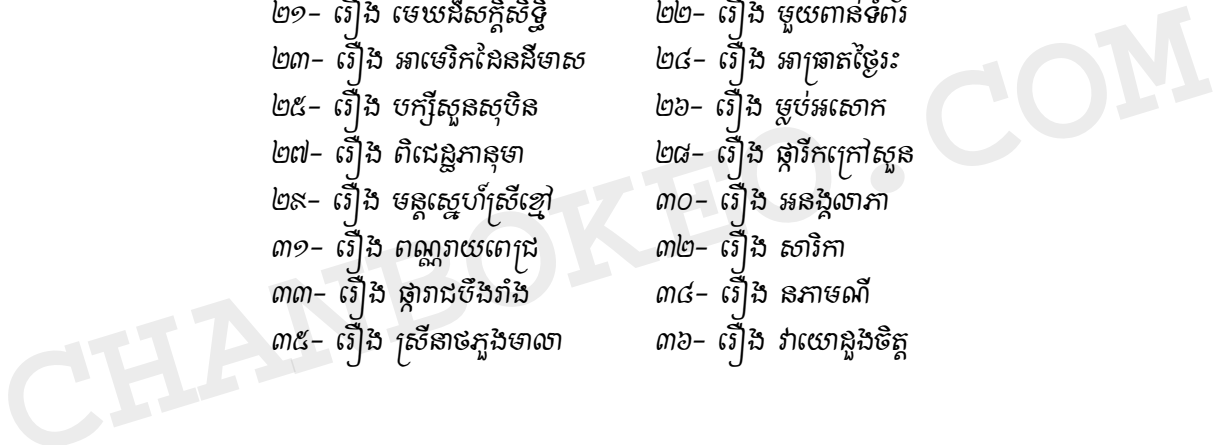 ២១- រឿង មេឃដ៏សក្តិសិទ្ធិ ២២- រឿង មួយពាន់ទំព័រ
២៣- រឿង អាមេរិកដែនដីមាស ២៤- រឿង អាធ្រាតថ្ងៃរះ
២៥- រឿង បក្សីសួនសុបិន ២៦- រឿង ម្លប់អសោក
២៧- រឿង ពិជេដ្ឋភានុមា ២៨- រឿង ផ្ការីកក្រៅសួន
២៩- រឿង មន្តស្នេហ៍ស្រីខ្មៅ ៣០- រឿង អនង្គលាភា
៣១- រឿង ពណ្ណរាយពេជ្រ ៣២- រឿង សារិកា
៣៣- រឿង ផ្ការាជបឹងរាំង ៣៤- រឿង នភាមណី
៣៥- រឿង ស្រីនាថភួងមាលា ៣៦- រឿង វ៉ាយោដួងចិត្ត
CHANBOKEO.COM